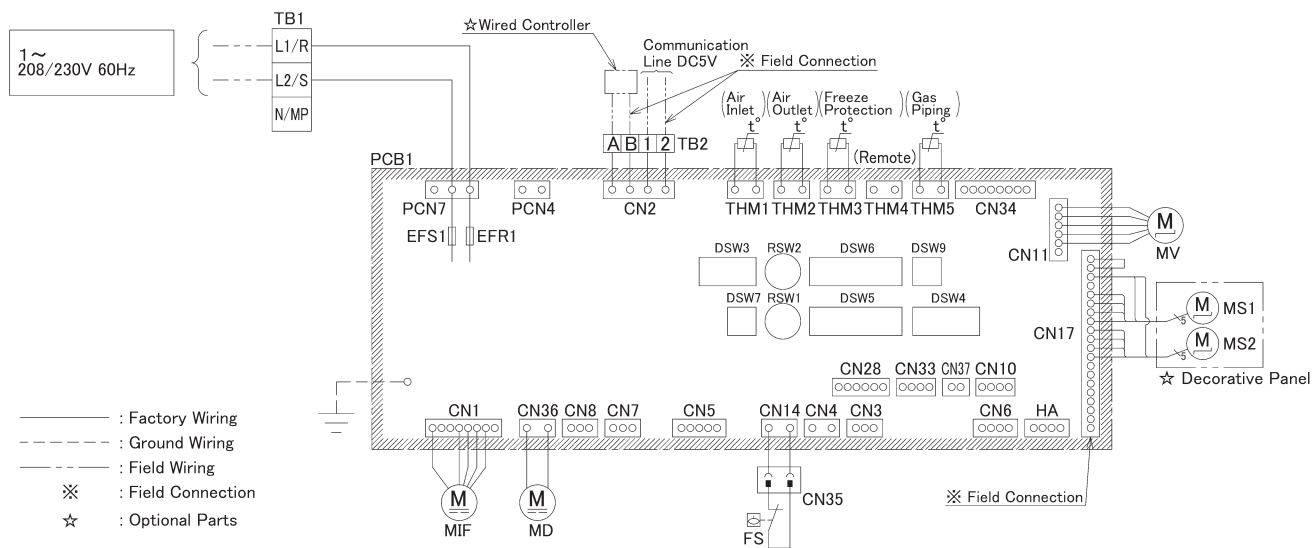 TB1
1~
208/230V 60Hz
L1/R
L2/S
N/MP
☆Wired Controller
Communication
Line DC5V
※ Field Connection
A B 1 2 TB2
(Air Inlet) (Air Outlet) (Freeze Protection) (Gas Piping)
t° t° t° t°
(Remote)
PCB1
PCN7 PCN4 CN2 THM1 THM2 THM3 THM4 THM5 CN34
EFS1 EFR1
CN11
M
MV
DSW3 RSW2 DSW6 DSW9
DSW7 RSW1 DSW5 DSW4
CN17
M MS1
5
M MS2
5
☆ Decorative Panel
CN28 CN33 CN37 CN10
CN1 CN36 CN8 CN7 CN5 CN14 CN4 CN3 CN6 HA
M
MIF
M
MD
CN35
FS
※ Field Connection
: Factory Wiring
: Ground Wiring
: Field Wiring
※ : Field Connection
☆ : Optional Parts